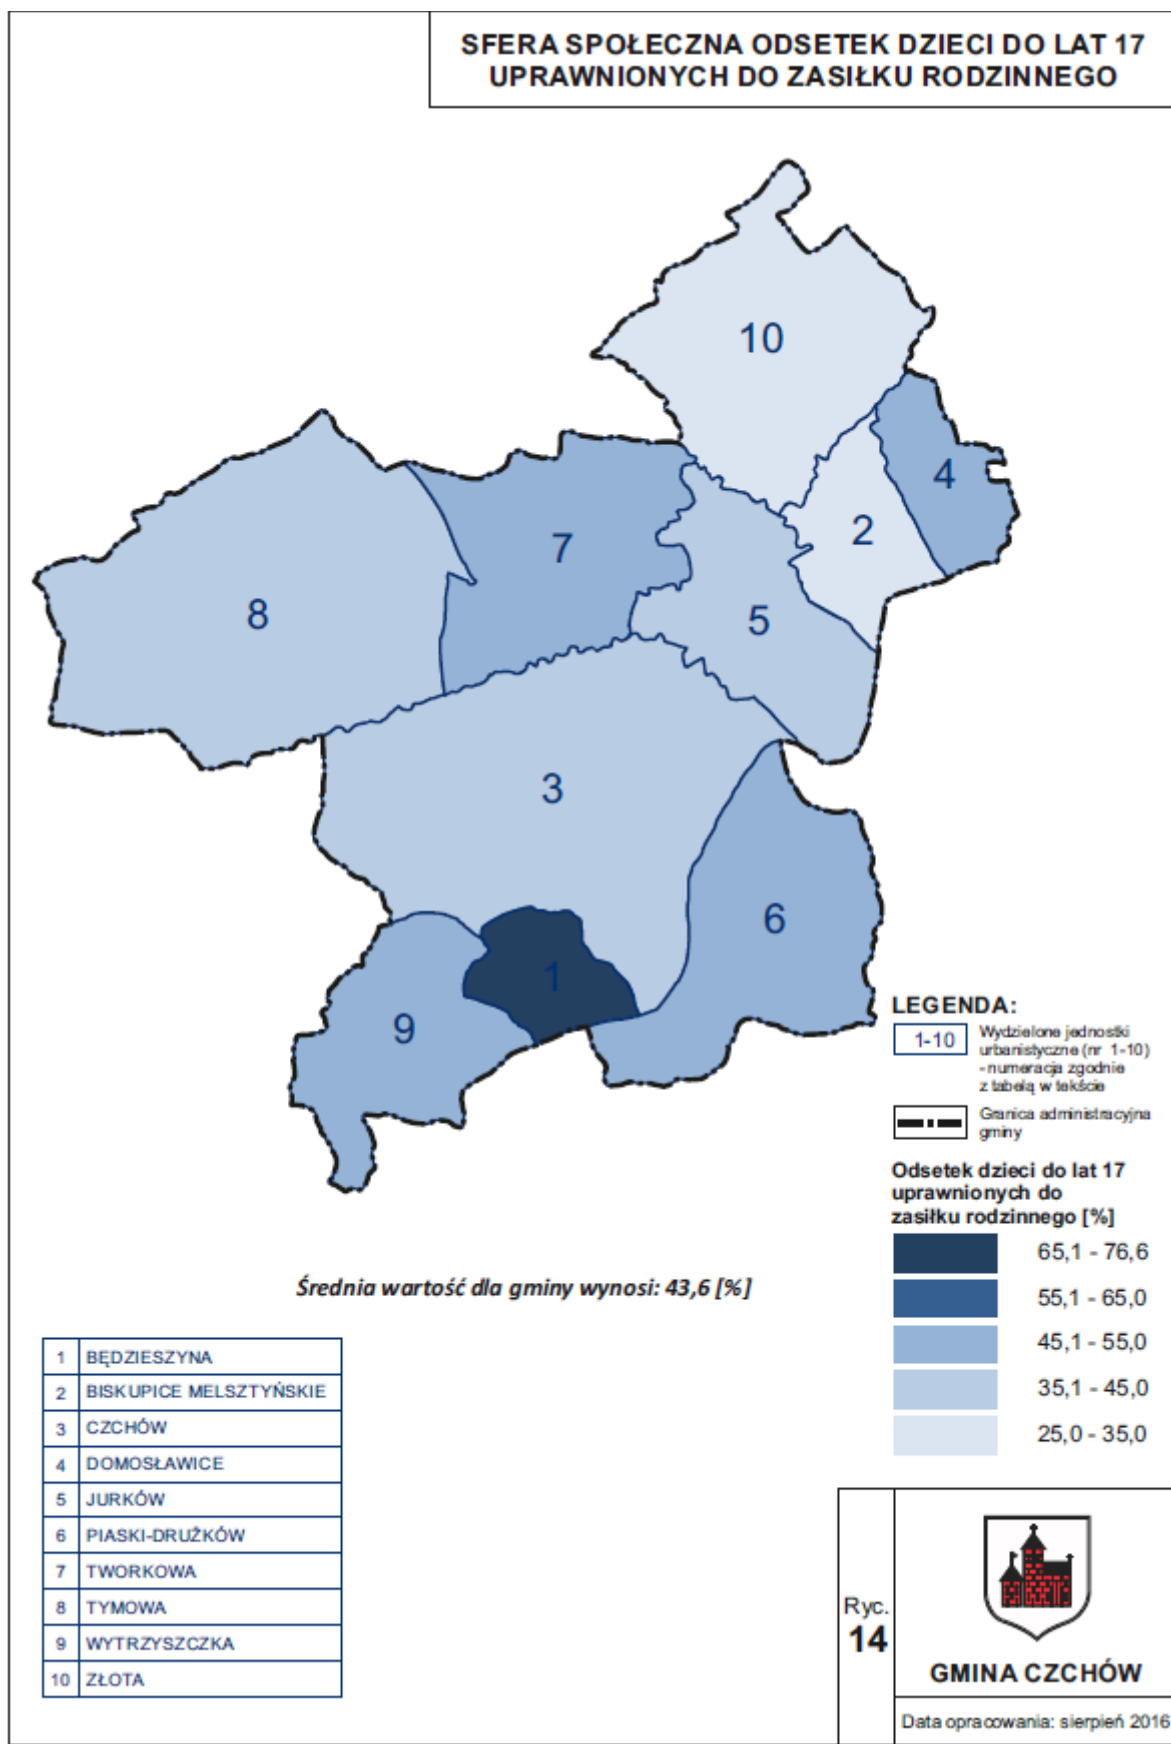 SFERA SPOŁECZNA ODSETEK DZIECI DO LAT 17
UPRAWNIONYCH DO ZASIŁKU RODZINNEGO
10
4
2
7
5
8
3
6
1
9
LEGENDA:
1-10
Wydzielone jednostki
urbanistyczne (nr 1-10)
- numeracja zgodnie
z tabelą w tekście
Granica administracyjna
gminy
Odsetek dzieci do lat 17
uprawnionych do
zasiłku rodzinnego [%]
65,1 - 76,6
55,1 - 65,0
45,1 - 55,0
35,1 - 45,0
25,0 - 35,0
Średnia wartość dla gminy wynosi: 43,6 [%]
1 BĘDZIESZYNA
2 BISKUPICE MELSZTYŃSKIE
3 CZCHÓW
4 DOMOSŁAWICE
5 JURKÓW
6 PIASKI-DRUŻKÓW
7 TWORKOWA
8 TYMOWA
9 WYTRZYSZCZKA
10 ZŁOTA
Ryc.
14
GMINA CZCHÓW
Data opracowania: sierpień 2016